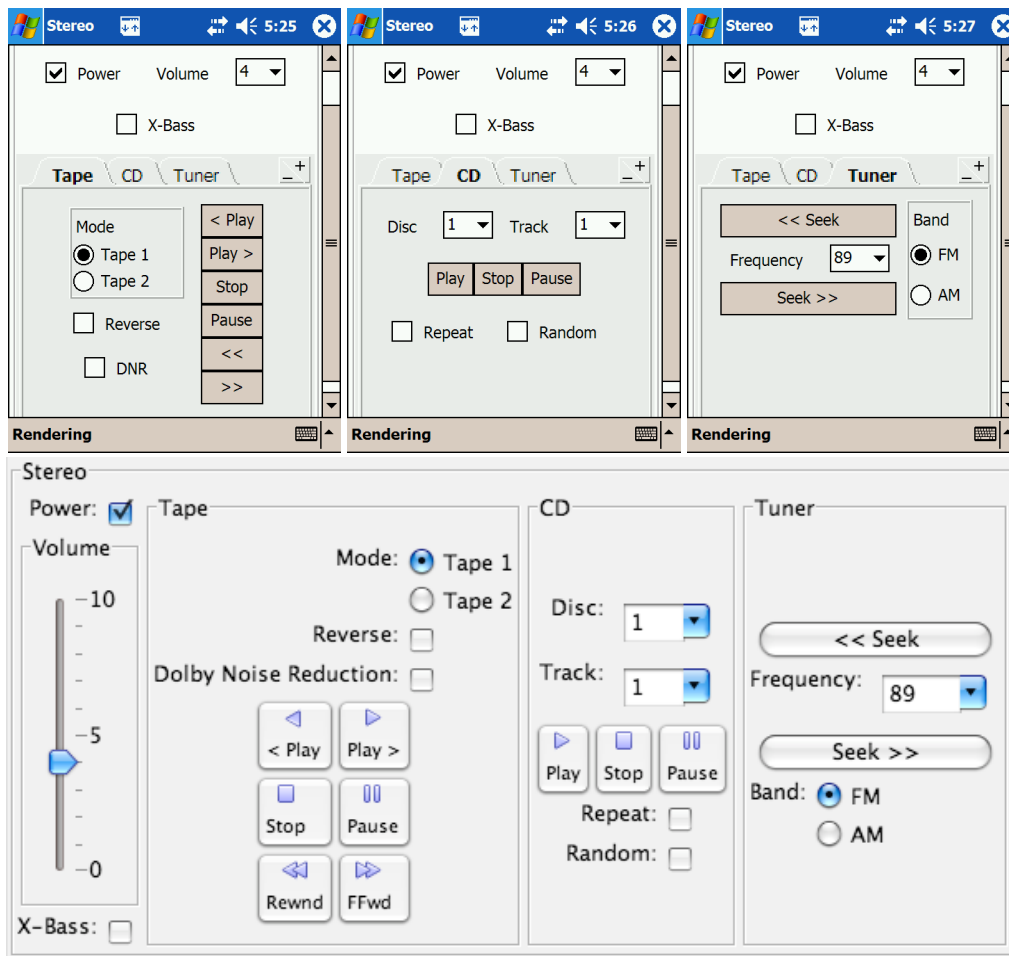 Stereo 5:25
Power Volume 4
X-Bass
Tape CD Tuner
Mode
Tape 1
Tape 2
Reverse
DNR
< Play
Play >
Stop
Pause
<<
>>
Rendering
Stereo 5:26
Power Volume 4
X-Bass
Tape CD Tuner
Disc 1 Track 1
Play Stop Pause
Repeat Random
Rendering
Stereo 5:27
Power Volume 4
X-Bass
Tape CD Tuner
<< Seek
Frequency 89
Seek >>
Band
FM
AM
Rendering
Stereo
Power:
Volume
10
5
0
X-Bass:
Tape
Mode: Tape 1
Tape 2
Reverse:
Dolby Noise Reduction:
< Play Play >
Stop Pause
Rewnd FFwd
CD
Disc: 1
Track: 1
Play Stop Pause
Repeat:
Random:
Tuner
<< Seek
Frequency: 89
Seek >>
Band: FM
AM